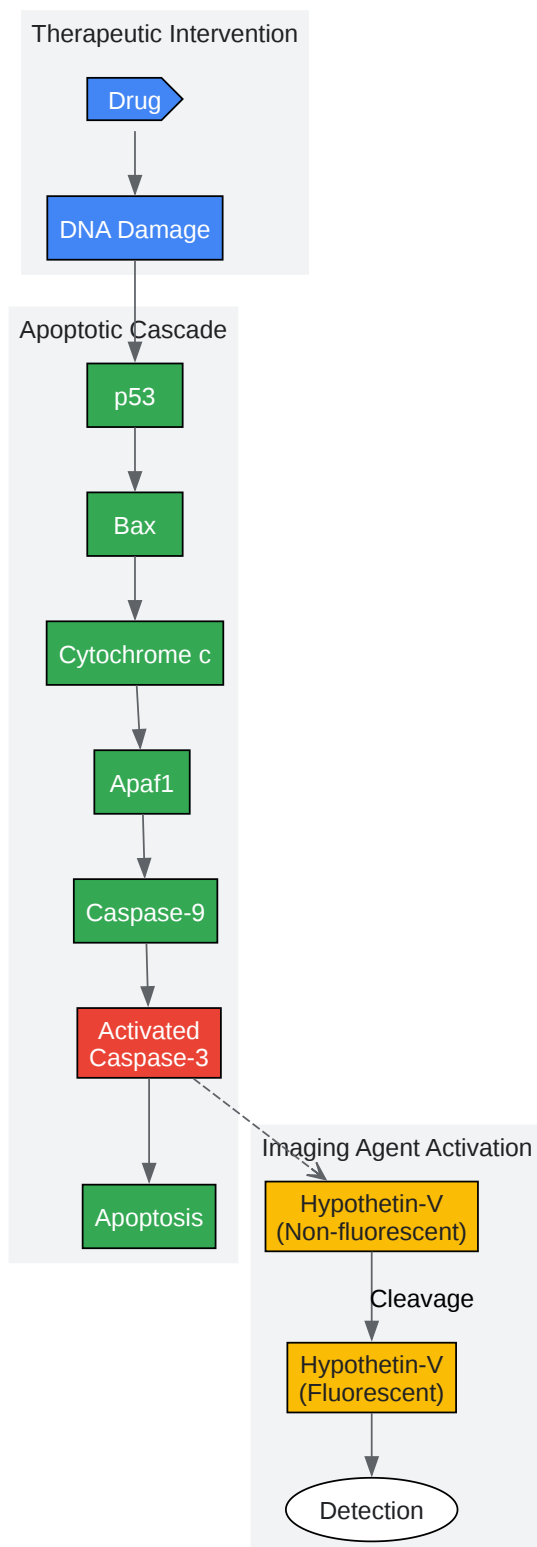 Therapeutic Intervention
Drug
DNA Damage
Apoptotic Cascade
p53
Bax
Cytochrome c
Apaf1
Caspase-9
Activated
Caspase-3
Apoptosis
Imaging Agent Activation
Hypothetin-V
(Non-fluorescent)
Cleavage
Hypothetin-V
(Fluorescent)
Detection